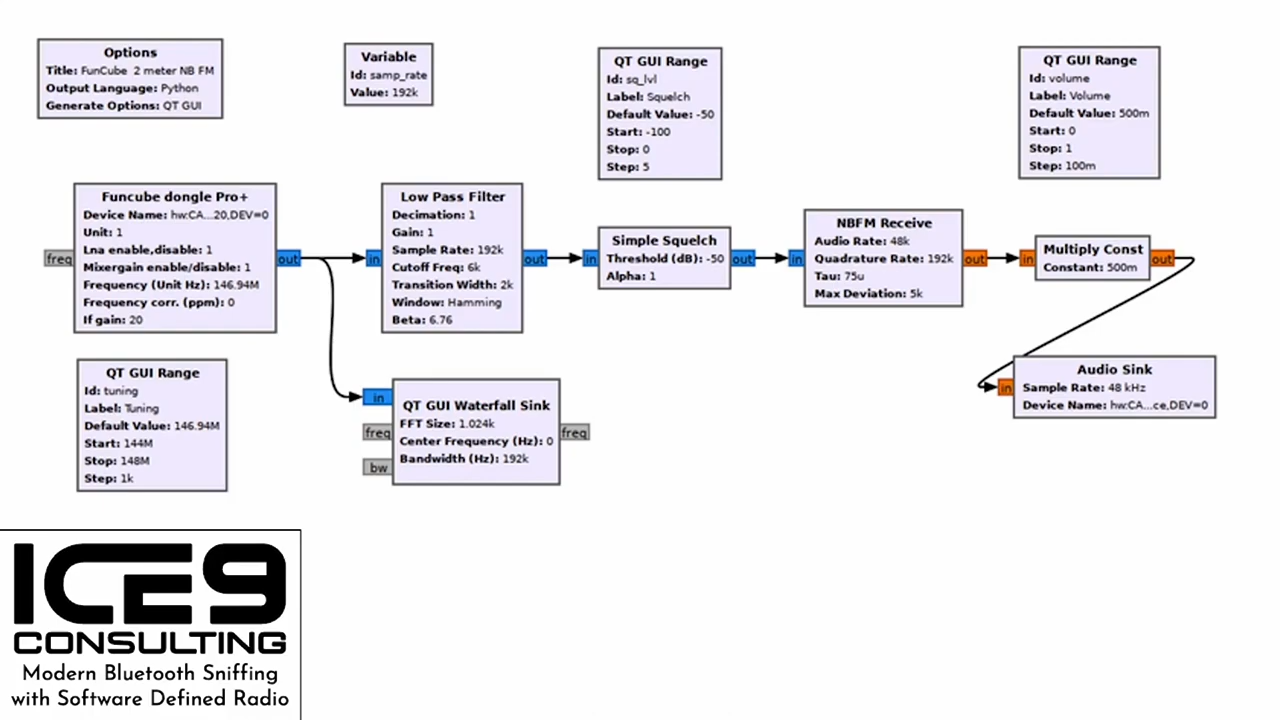 Options
Title: FunCube 2 meter NB FM
Output Language: Python
Generate Options: QT GUI
Variable
Id: samp_rate
Value: 192k
QT GUI Range
Id: sq_lvl
Label: Squelch
Default Value: -50
Start: -100
Stop: 0
Step: 5
QT GUI Range
Id: volume
Label: Volume
Default Value: 500m
Start: 0
Stop: 1
Step: 100m
freq
Funcube dongle Pro+
Device Name: hw:CA...20,DEV=0
Unit: 1
Lna enable,disable: 1
Mixergain enable/disable: 1
Frequency (Unit Hz): 146.94M
Frequency corr. (ppm): 0
If gain: 20
out
in
Low Pass Filter
Decimation: 1
Gain: 1
Sample Rate: 192k
Cutoff Freq: 6k
Transition Width: 2k
Window: Hamming
Beta: 6.76
out
in
Simple Squelch
Threshold (dB): -50
Alpha: 1
out
in
NBFM Receive
Audio Rate: 48k
Quadrature Rate: 192k
Tau: 75u
Max Deviation: 5k
out
in
Multiply Const
Constant: 500m
out
QT GUI Range
Id: tuning
Label: Tuning
Default Value: 146.94M
Start: 144M
Stop: 148M
Step: 1k
in
freq
bw
QT GUI Waterfall Sink
FFT Size: 1.024k
Center Frequency (Hz): 0
Bandwidth (Hz): 192k
freq
in
Audio Sink
Sample Rate: 48 kHz
Device Name: hw:CA...ce,DEV=0
ICE9
CONSULTING
Modern Bluetooth Sniffing
with Software Defined Radio